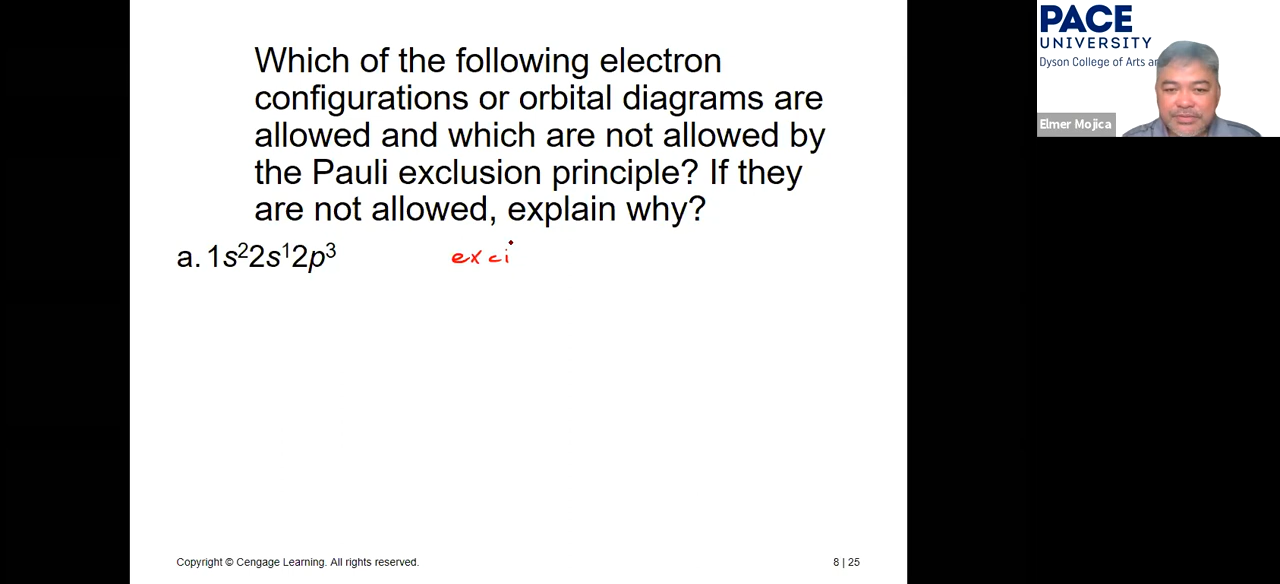 Which of the following electron
configurations or orbital diagrams are
allowed and which are not allowed by
the Pauli exclusion principle? If they
are not allowed, explain why?
a. 1s²2s¹2p³
exci
Copyright © Cengage Learning. All rights reserved.
8 | 25
PACE
UNIVERSITY
Dyson College of Arts ar
Elmer Mojica